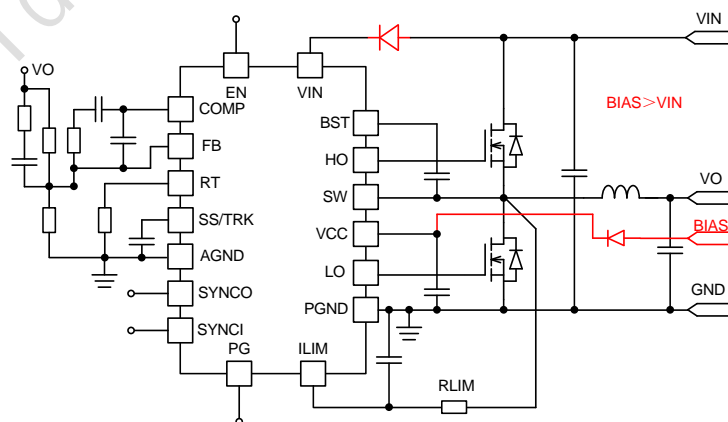 VIN
VO
EN
VIN
BIAS>VIN
COMP
BST
FB
HO
RT
SW
VO
SS/TRK
VCC
BIAS
AGND
LO
SYNCO
PGND
GND
SYNCI
PG
ILIM
RLIM